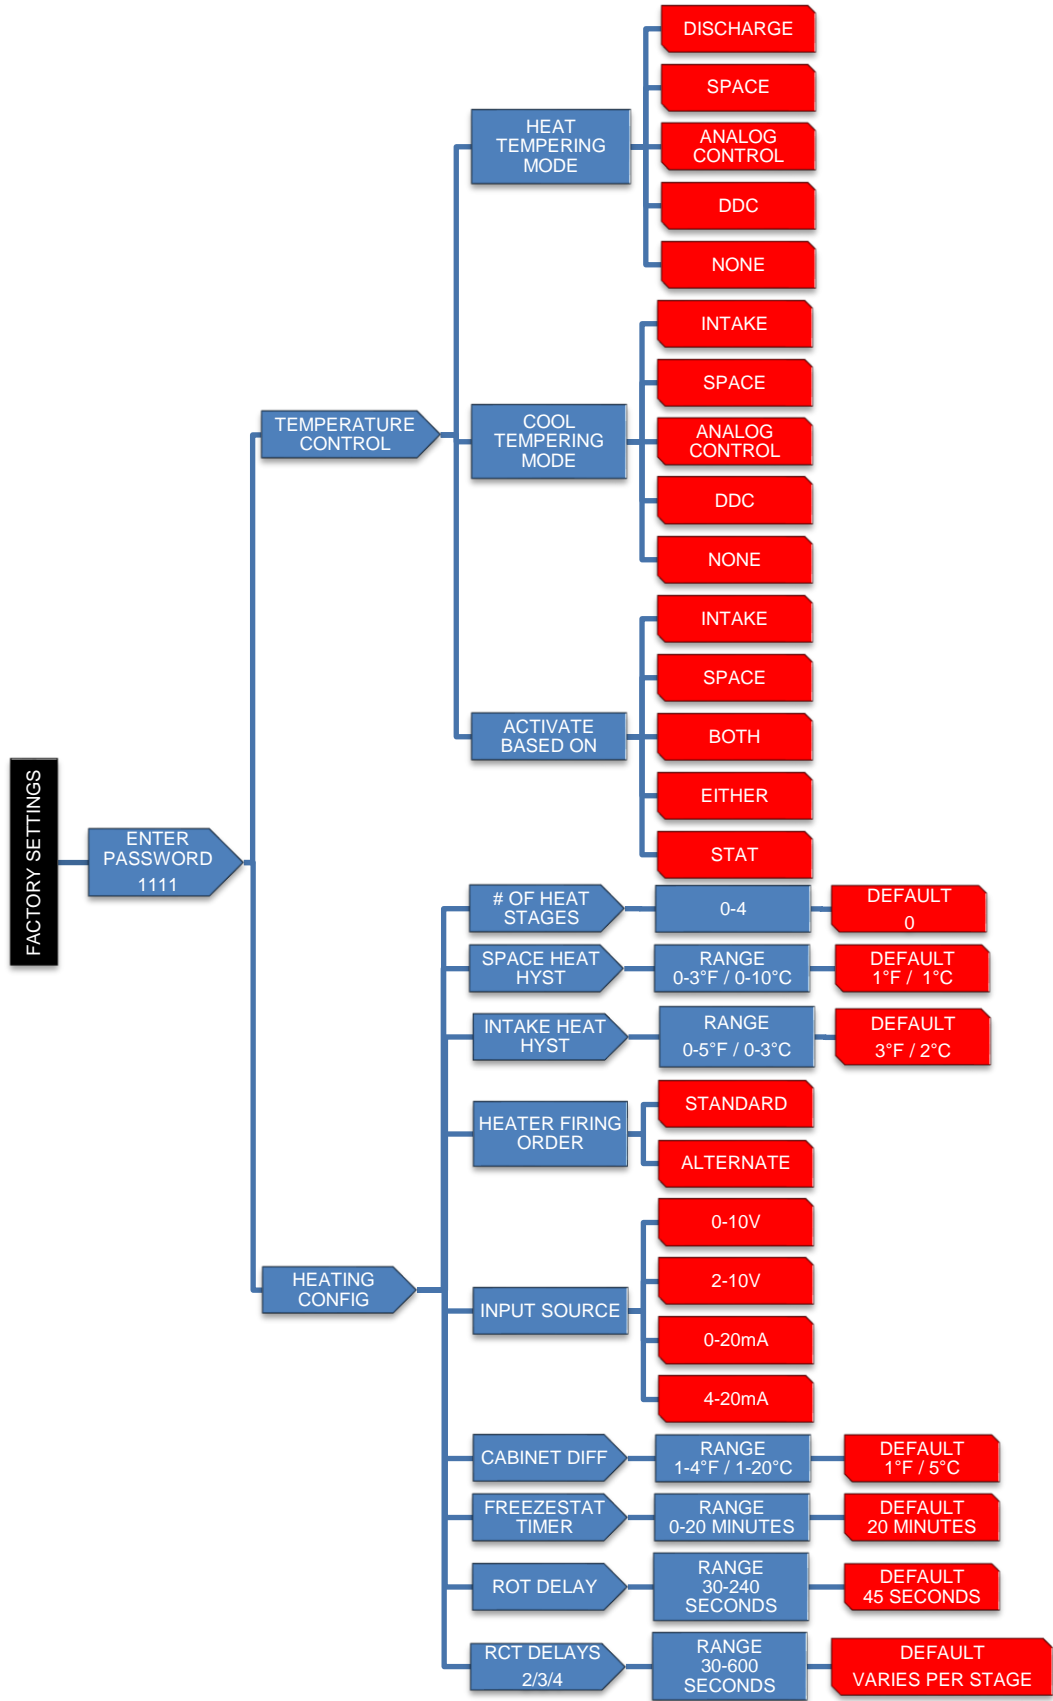 FACTORY SETTINGS
ENTER
PASSWORD
1111
TEMPERATURE
CONTROL
HEAT
TEMPERING
MODE
DISCHARGE
SPACE
ANALOG
CONTROL
DDC
NONE
COOL
TEMPERING
MODE
INTAKE
SPACE
ANALOG
CONTROL
DDC
NONE
ACTIVATE
BASED ON
INTAKE
SPACE
BOTH
EITHER
STAT
HEATING
CONFIG
# OF HEAT
STAGES
0-4
DEFAULT
0
SPACE HEAT
HYST
RANGE
0-3°F / 0-10°C
DEFAULT
1°F / 1°C
INTAKE HEAT
HYST
RANGE
0-5°F / 0-3°C
DEFAULT
3°F / 2°C
HEATER FIRING
ORDER
STANDARD
ALTERNATE
INPUT SOURCE
0-10V
2-10V
0-20mA
4-20mA
CABINET DIFF
RANGE
1-4°F / 1-20°C
DEFAULT
1°F / 5°C
FREEZESTAT
TIMER
RANGE
0-20 MINUTES
DEFAULT
20 MINUTES
ROT DELAY
RANGE
30-240
SECONDS
DEFAULT
45 SECONDS
RCT DELAYS
2/3/4
RANGE
30-600
SECONDS
DEFAULT
VARIES PER STAGE